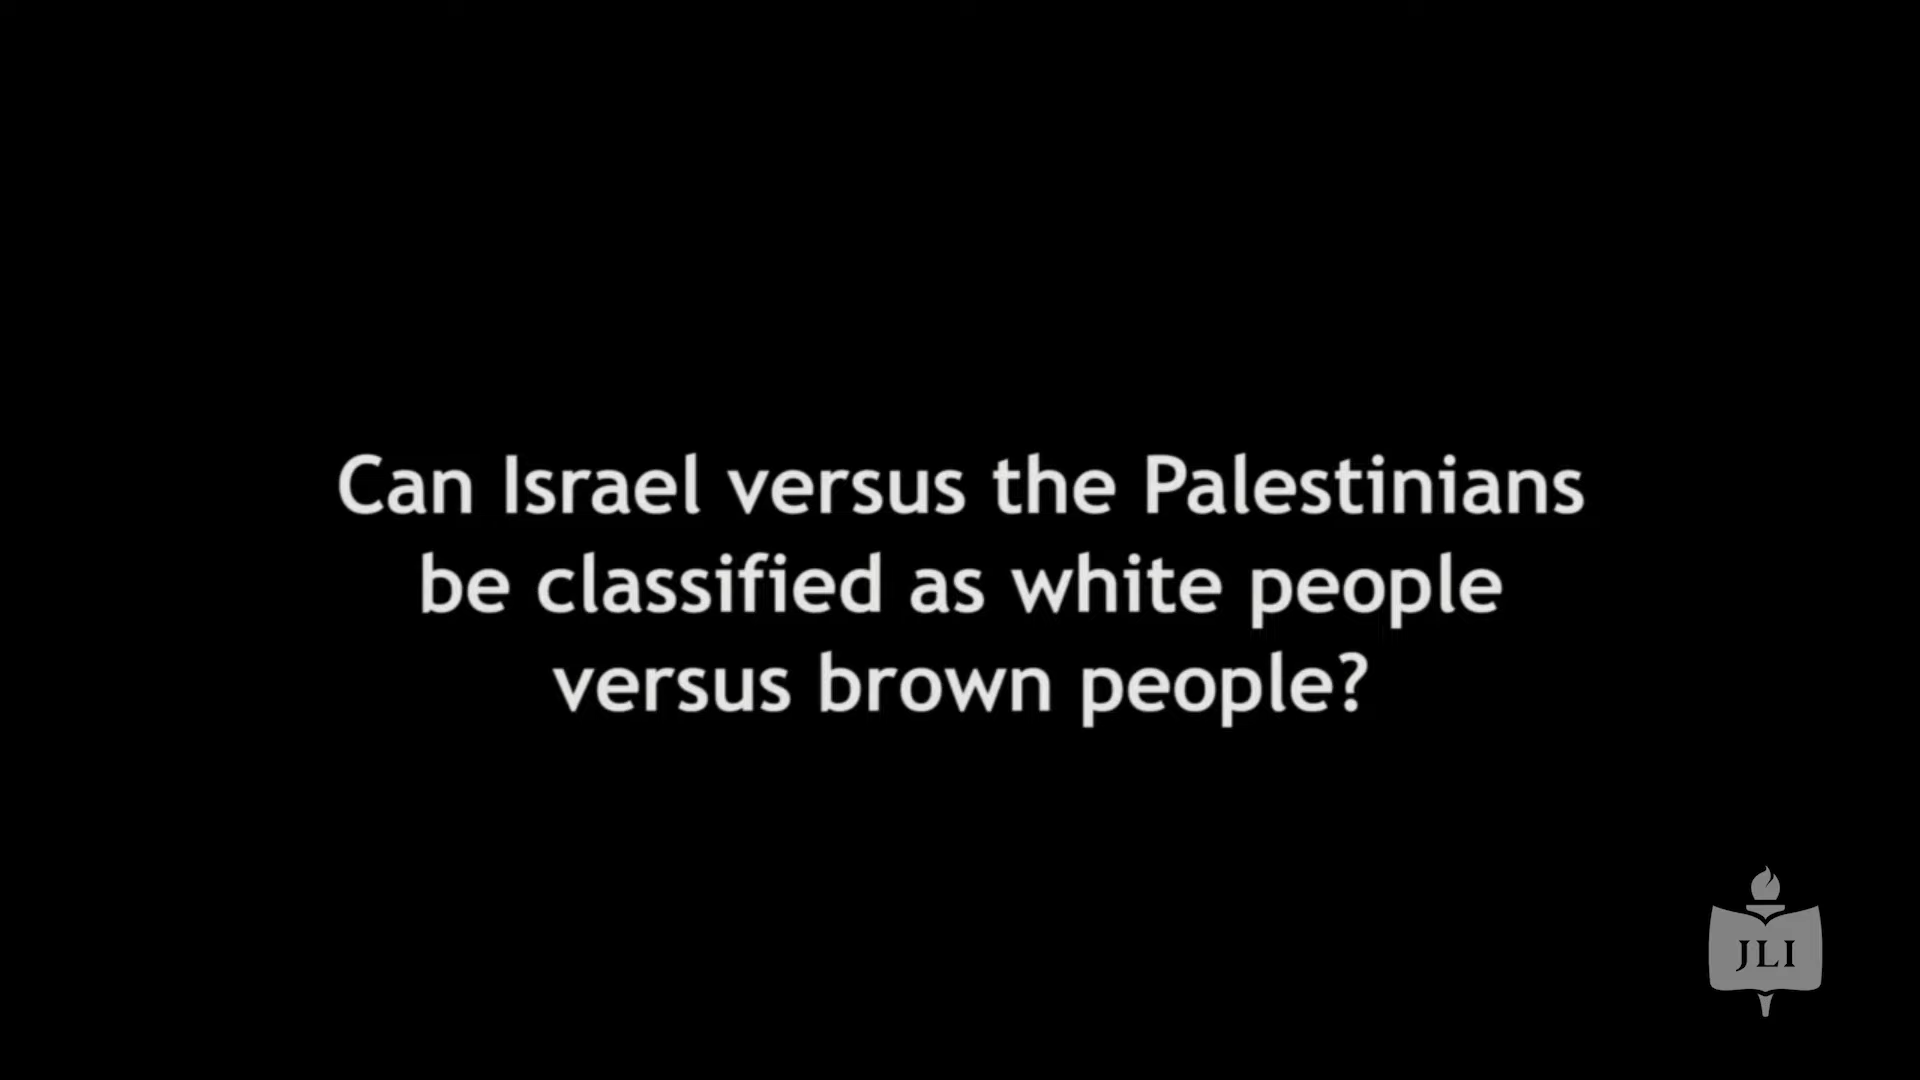 Can Israel versus the Palestinians
be classified as white people
versus brown people?
JLI